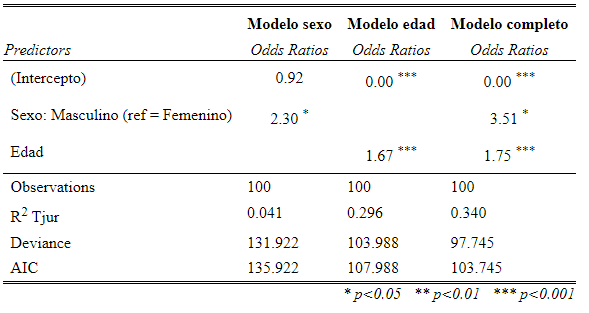 Modelo sexo Modelo edad Modelo completo
Predictors Odds Ratios Odds Ratios Odds Ratios
(Intercepto) 0.92 0.00 *** 0.00 ***
Sexo: Masculino (ref = Femenino) 2.30 * 3.51 *
Edad 1.67 *** 1.75 ***
Observations 100 100 100
R2 Tjur 0.041 0.296 0.340
Deviance 131.922 103.988 97.745
AIC 135.922 107.988 103.745
* p<0.05 ** p<0.01 *** p<0.001